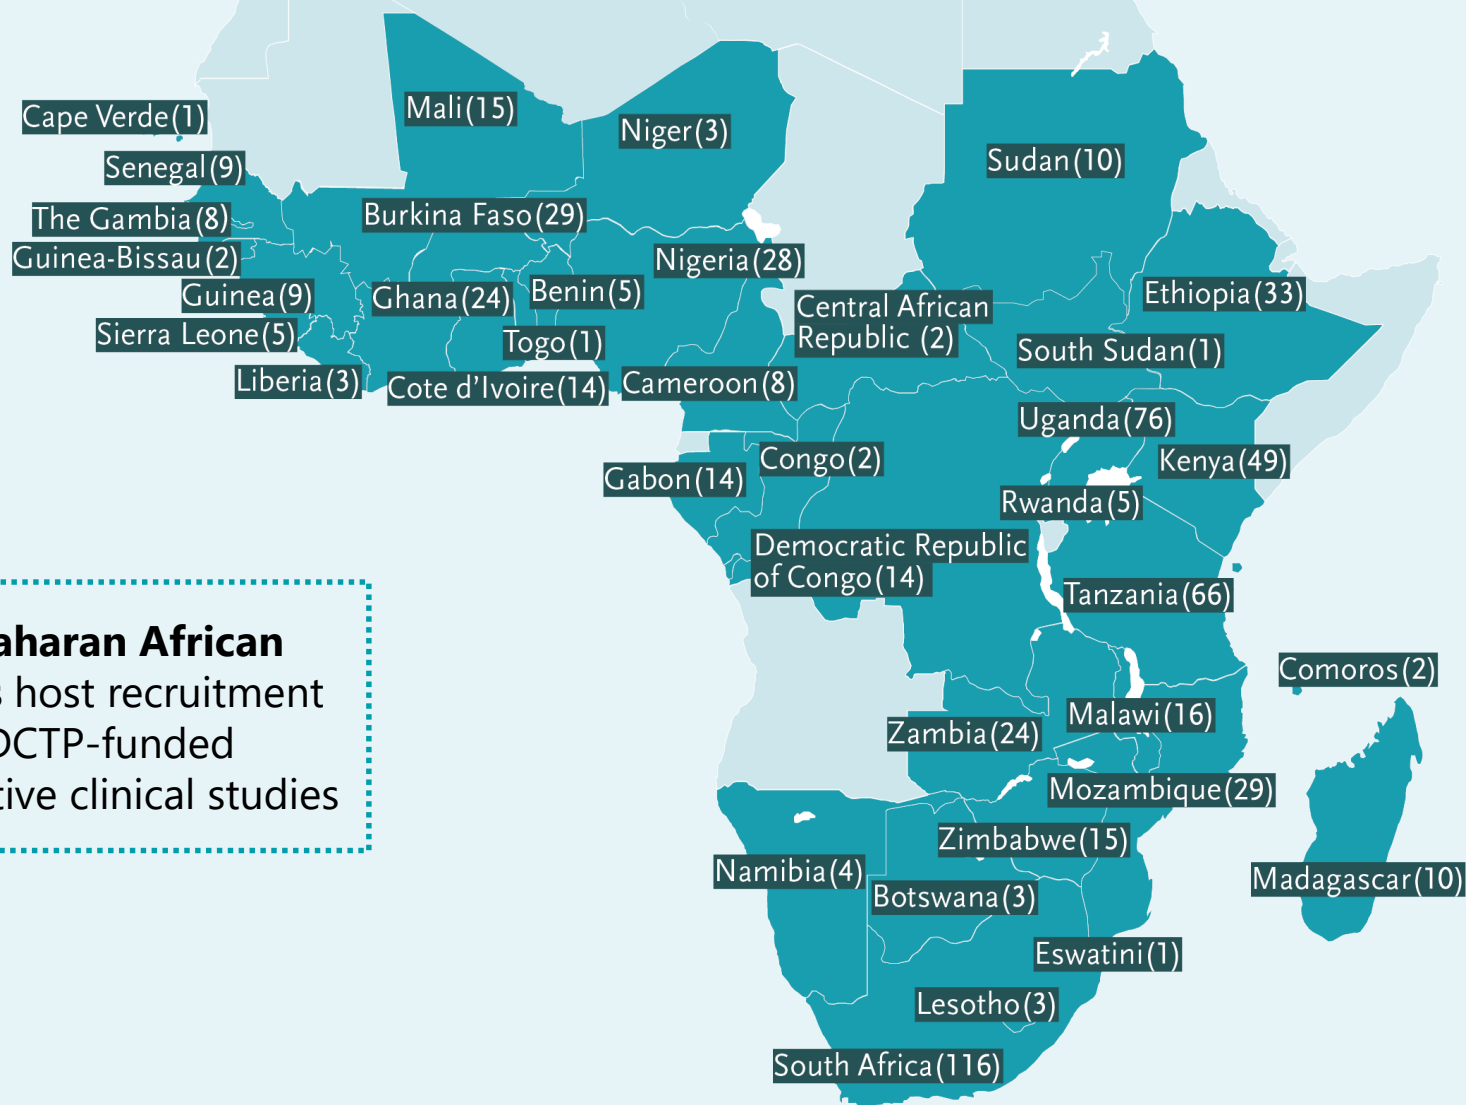 Cape Verde (1)
Mali (15)
Niger (3)
Senegal (9)
Sudan (10)
The Gambia (8)
Burkina Faso (29)
Guinea-Bissau (2)
Nigeria (28)
Guinea (9)
Ghana (24)
Benin (5)
Central African
Republic (2)
Ethiopia (33)
Sierra Leone (5)
Togo (1)
South Sudan (1)
Liberia (3)
Cote d’Ivoire (14)
Cameroon (8)
Uganda (76)
Gabon (14)
Congo (2)
Kenya (49)
Rwanda (5)
Democratic Republic
of Congo (14)
Tanzania (66)
African
host recruitment
funded
clinical studies
Comoros (2)
Malawi (16)
Zambia (24)
Mozambique (29)
Zimbabwe (15)
Namibia (4)
Botswana (3)
Madagascar (10)
Eswatini (1)
Lesotho (3)
South Africa (116)